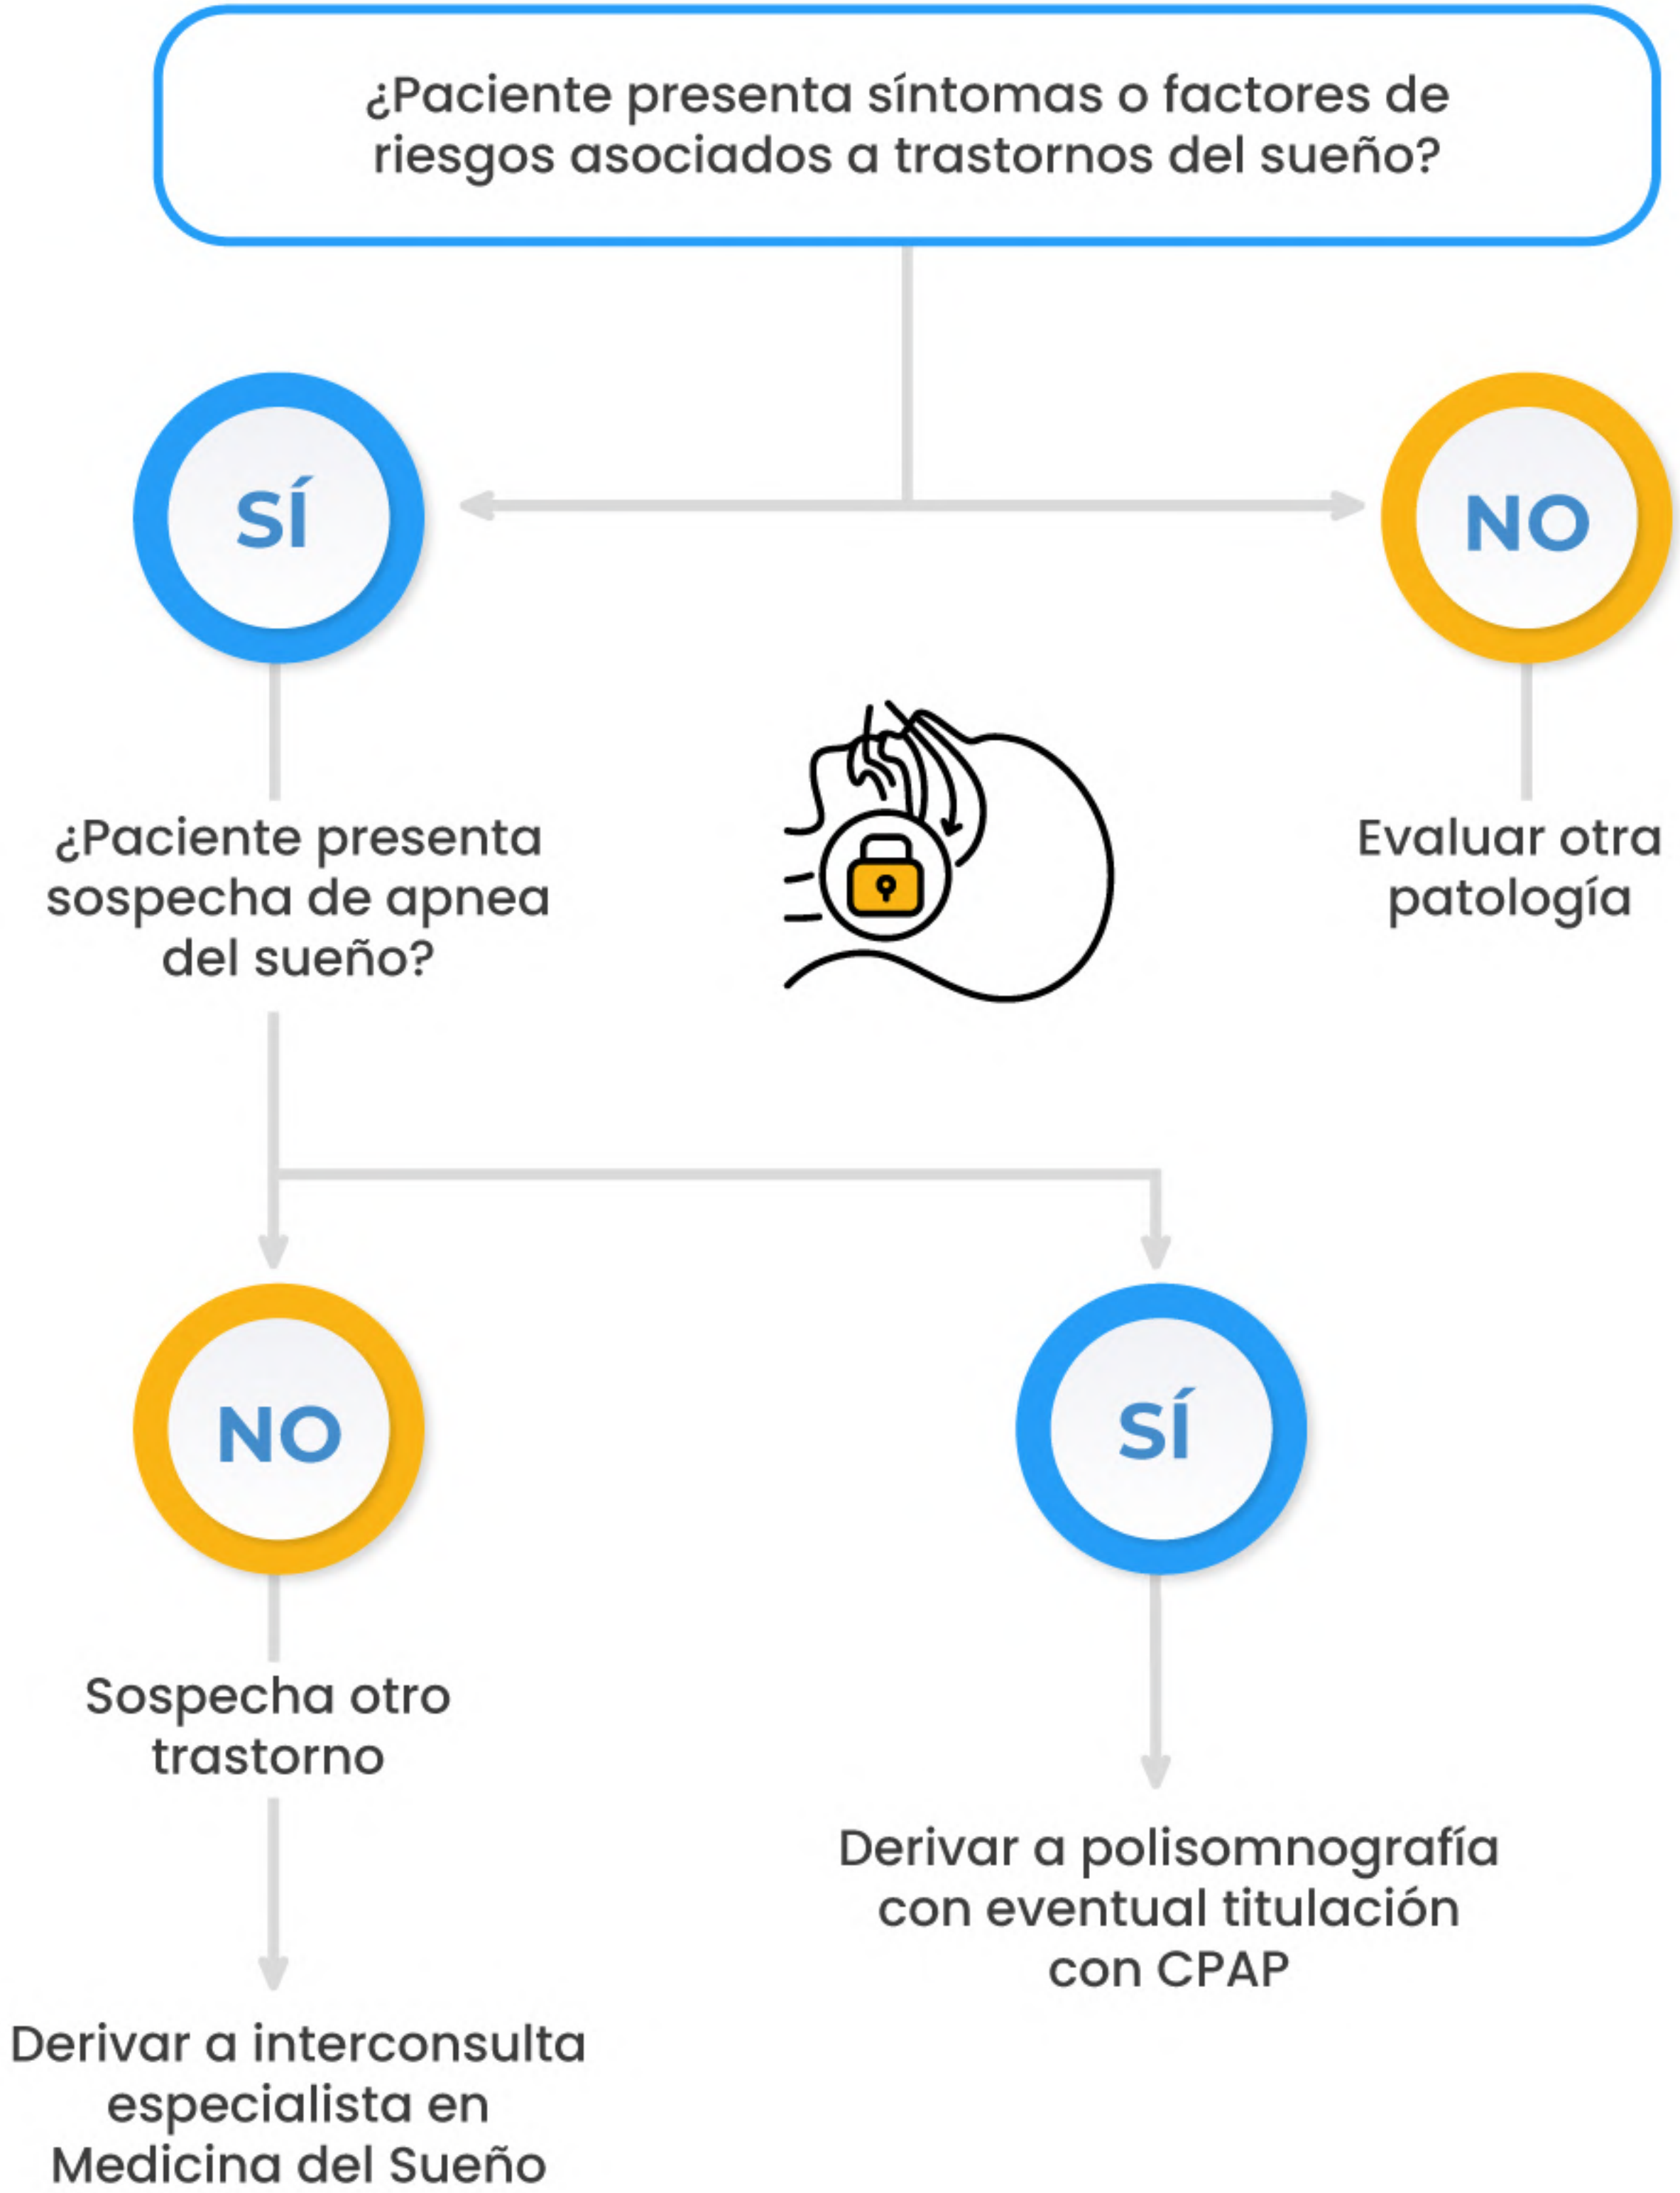 ¿Paciente presenta síntomas o factores de
riesgos asociados a trastornos del sueño?
SÍ
NO
¿Paciente presenta
sospecha de apnea
del sueño?
Evaluar otra
patología
NO
SÍ
Sospecha otro
trastorno
Derivar a polisomnografía
con eventual titulación
con CPAP
Derivar a interconsulta
especialista en
Medicina del Sueño